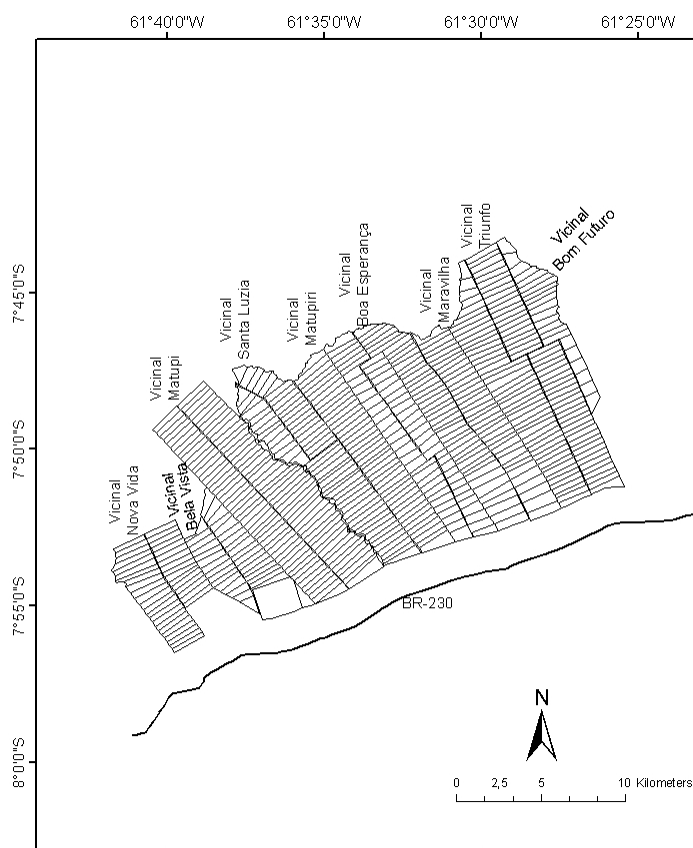 61°40'0"W 61°35'0"W 61°30'0"W 61°25'0"W
7°45'0"S
7°50'0"S
7°55'0"S
8°0'0"S
Vicinal
Nova Vida
Vicinal
Bela Vista
Vicinal
Matupi
Vicinal
Santa Luzia
Vicinal
Matupiri
Vicinal
Boa Esperança
Vicinal
Maravilha
Vicinal
Triunfo
Vicinal
Bom Futuro
BR-230
N
0 2,5 5 10 Kilometers